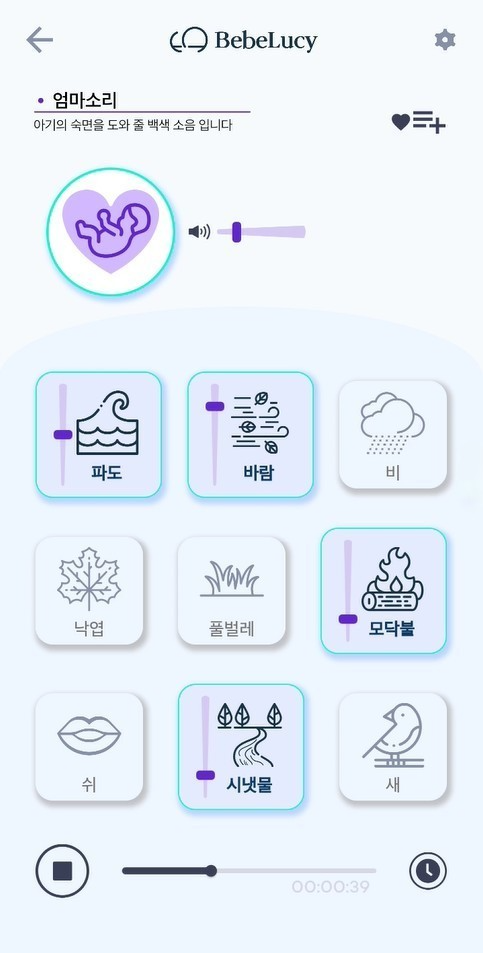 BebeLucy
• 엄마소리
아기의 숙면을 도와 줄 백색 소음 입니다
파도
바람
비
낙엽
풀벌레
모닥불
쉬
시냇물
새
00:00:39